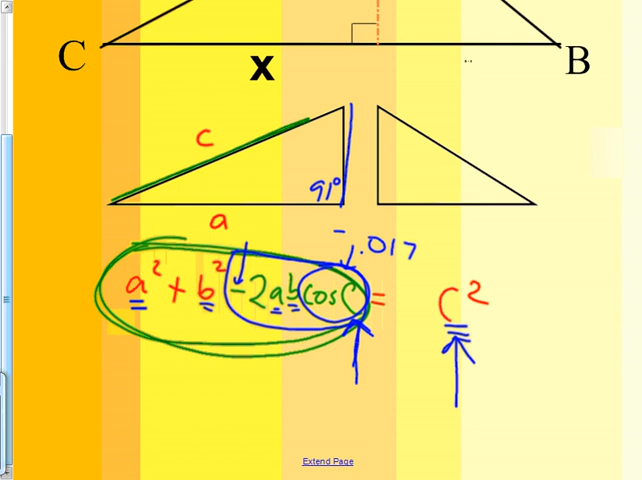 C
B
x
c
91°
a
- .017
a² + b² - 2ab cos C = C²
Extend Page